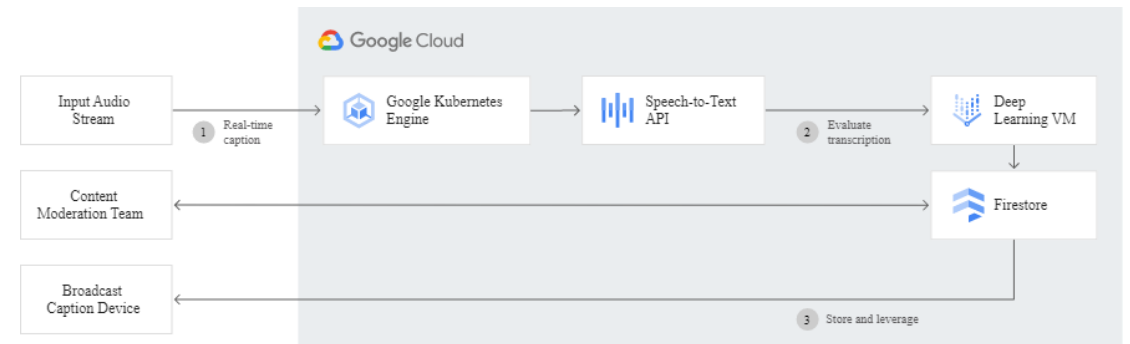 Google Cloud
Input Audio
Stream
1
Real-time
caption
Google Kubernetes
Engine
Speech-to-Text
API
2
Evaluate
transcription
Deep
Learning VM
Content
Moderation Team
Firestore
Broadcast
Caption Device
3
Store and leverage